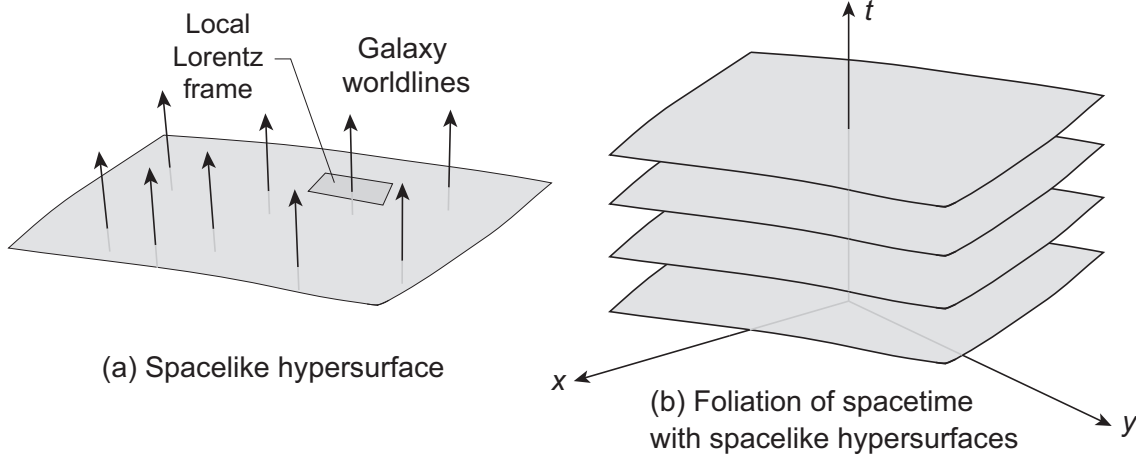 Local
Lorentz
frame
Galaxy
worldlines
(a) Spacelike hypersurface
t
x
y
(b) Foliation of spacetime
with spacelike hypersurfaces